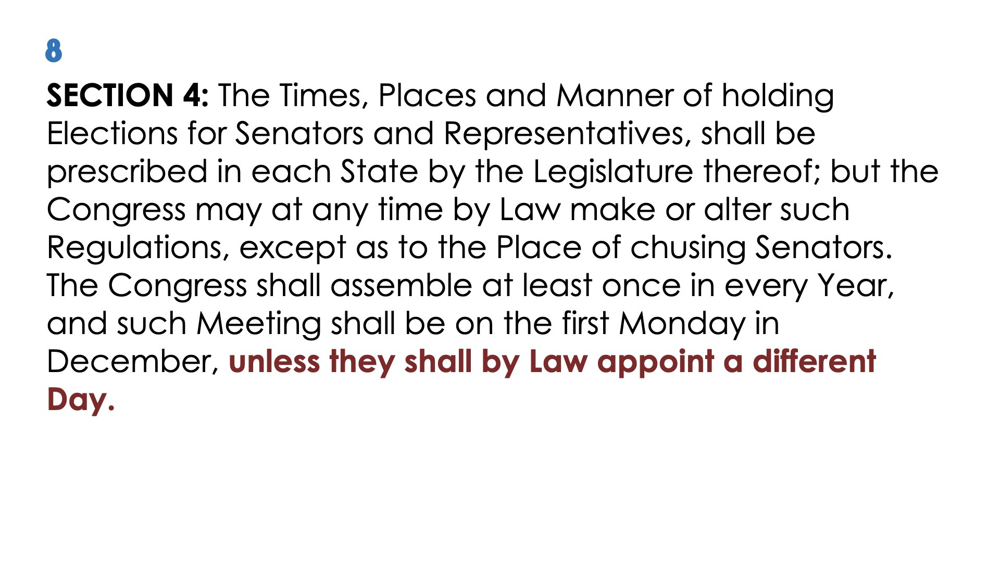 8
SECTION 4: The Times, Places and Manner of holding
Elections for Senators and Representatives, shall be
prescribed in each State by the Legislature thereof; but the
Congress may at any time by Law make or alter such
Regulations, except as to the Place of chusing Senators.
The Congress shall assemble at least once in every Year,
and such Meeting shall be on the first Monday in
December, unless they shall by Law appoint a different
Day.